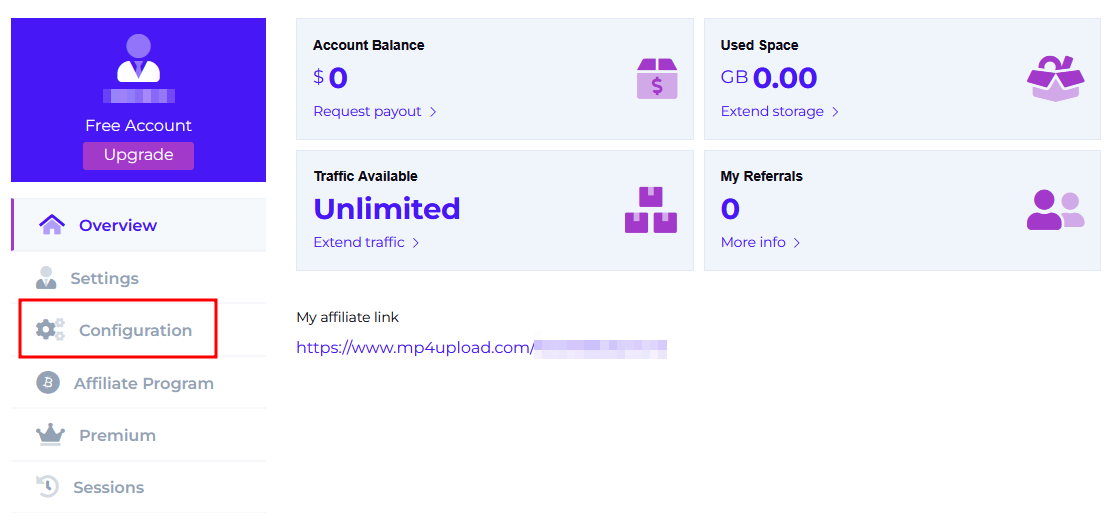 Free Account
Upgrade
Overview
Settings
Configuration
Affiliate Program
Premium
Sessions
Account Balance
$ 0
Request payout
Used Space
GB 0.00
Extend storage
Traffic Available
Unlimited
Extend traffic
My Referrals
0
More info
My affiliate link
https://www.mp4upload.com/